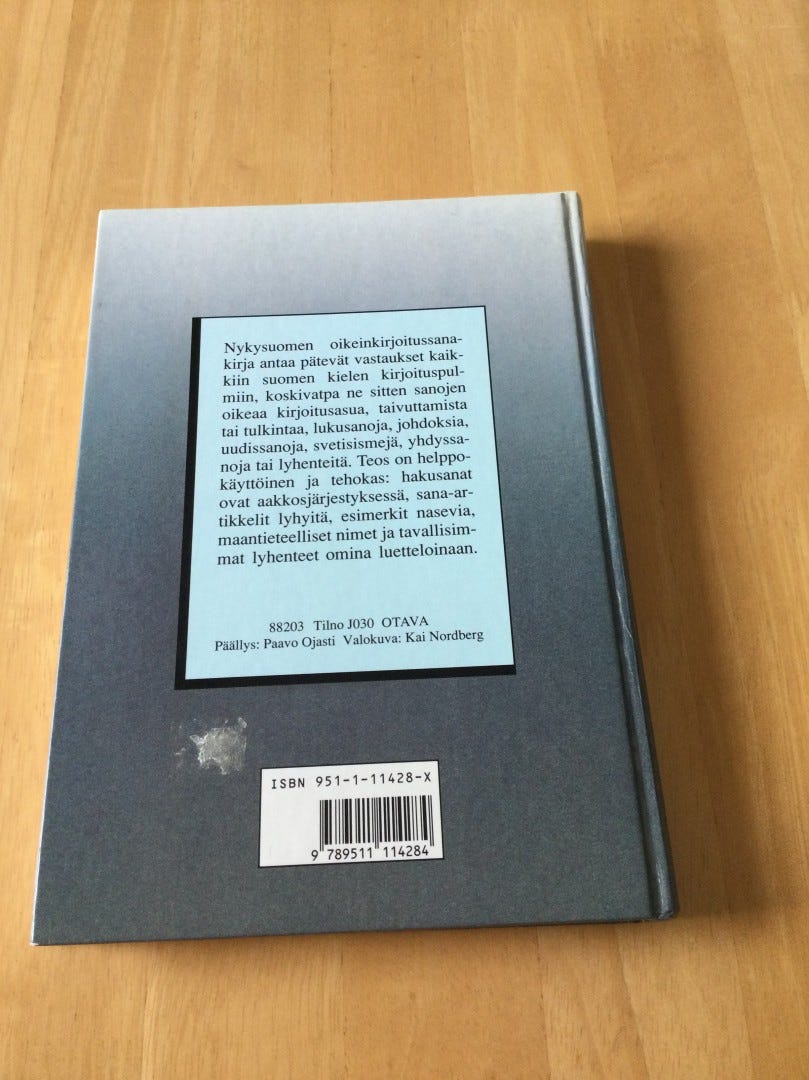 Nykysuomen oikeinkirjoitussana-
kirja antaa pätevät vastaukset kaik-
kiin suomen kielen kirjoituspul-
miin, koskivatpa ne sitten sanojen
oikeaa kirjoitusasua, taivuttamista
tai tulkintaa, lukusanoja, johdoksia,
uudissanoja, svetisismejä, yhdyssa-
noja tai lyhenteitä. Teos on helppo-
käyttöinen ja tehokas: hakusanat
ovat aakkosjärjestyksessä, sana-ar-
tikkelit lyhyitä, esimerkit nasevia,
maantieteelliset nimet ja tavallisim-
mat lyhenteet omina luetteloinaan.
88203 Tilno J030 OTAVA
Päällys: Paavo Ojasti Valokuva: Kai Nordberg
ISBN 951-1-11428-X
9 789511 114284